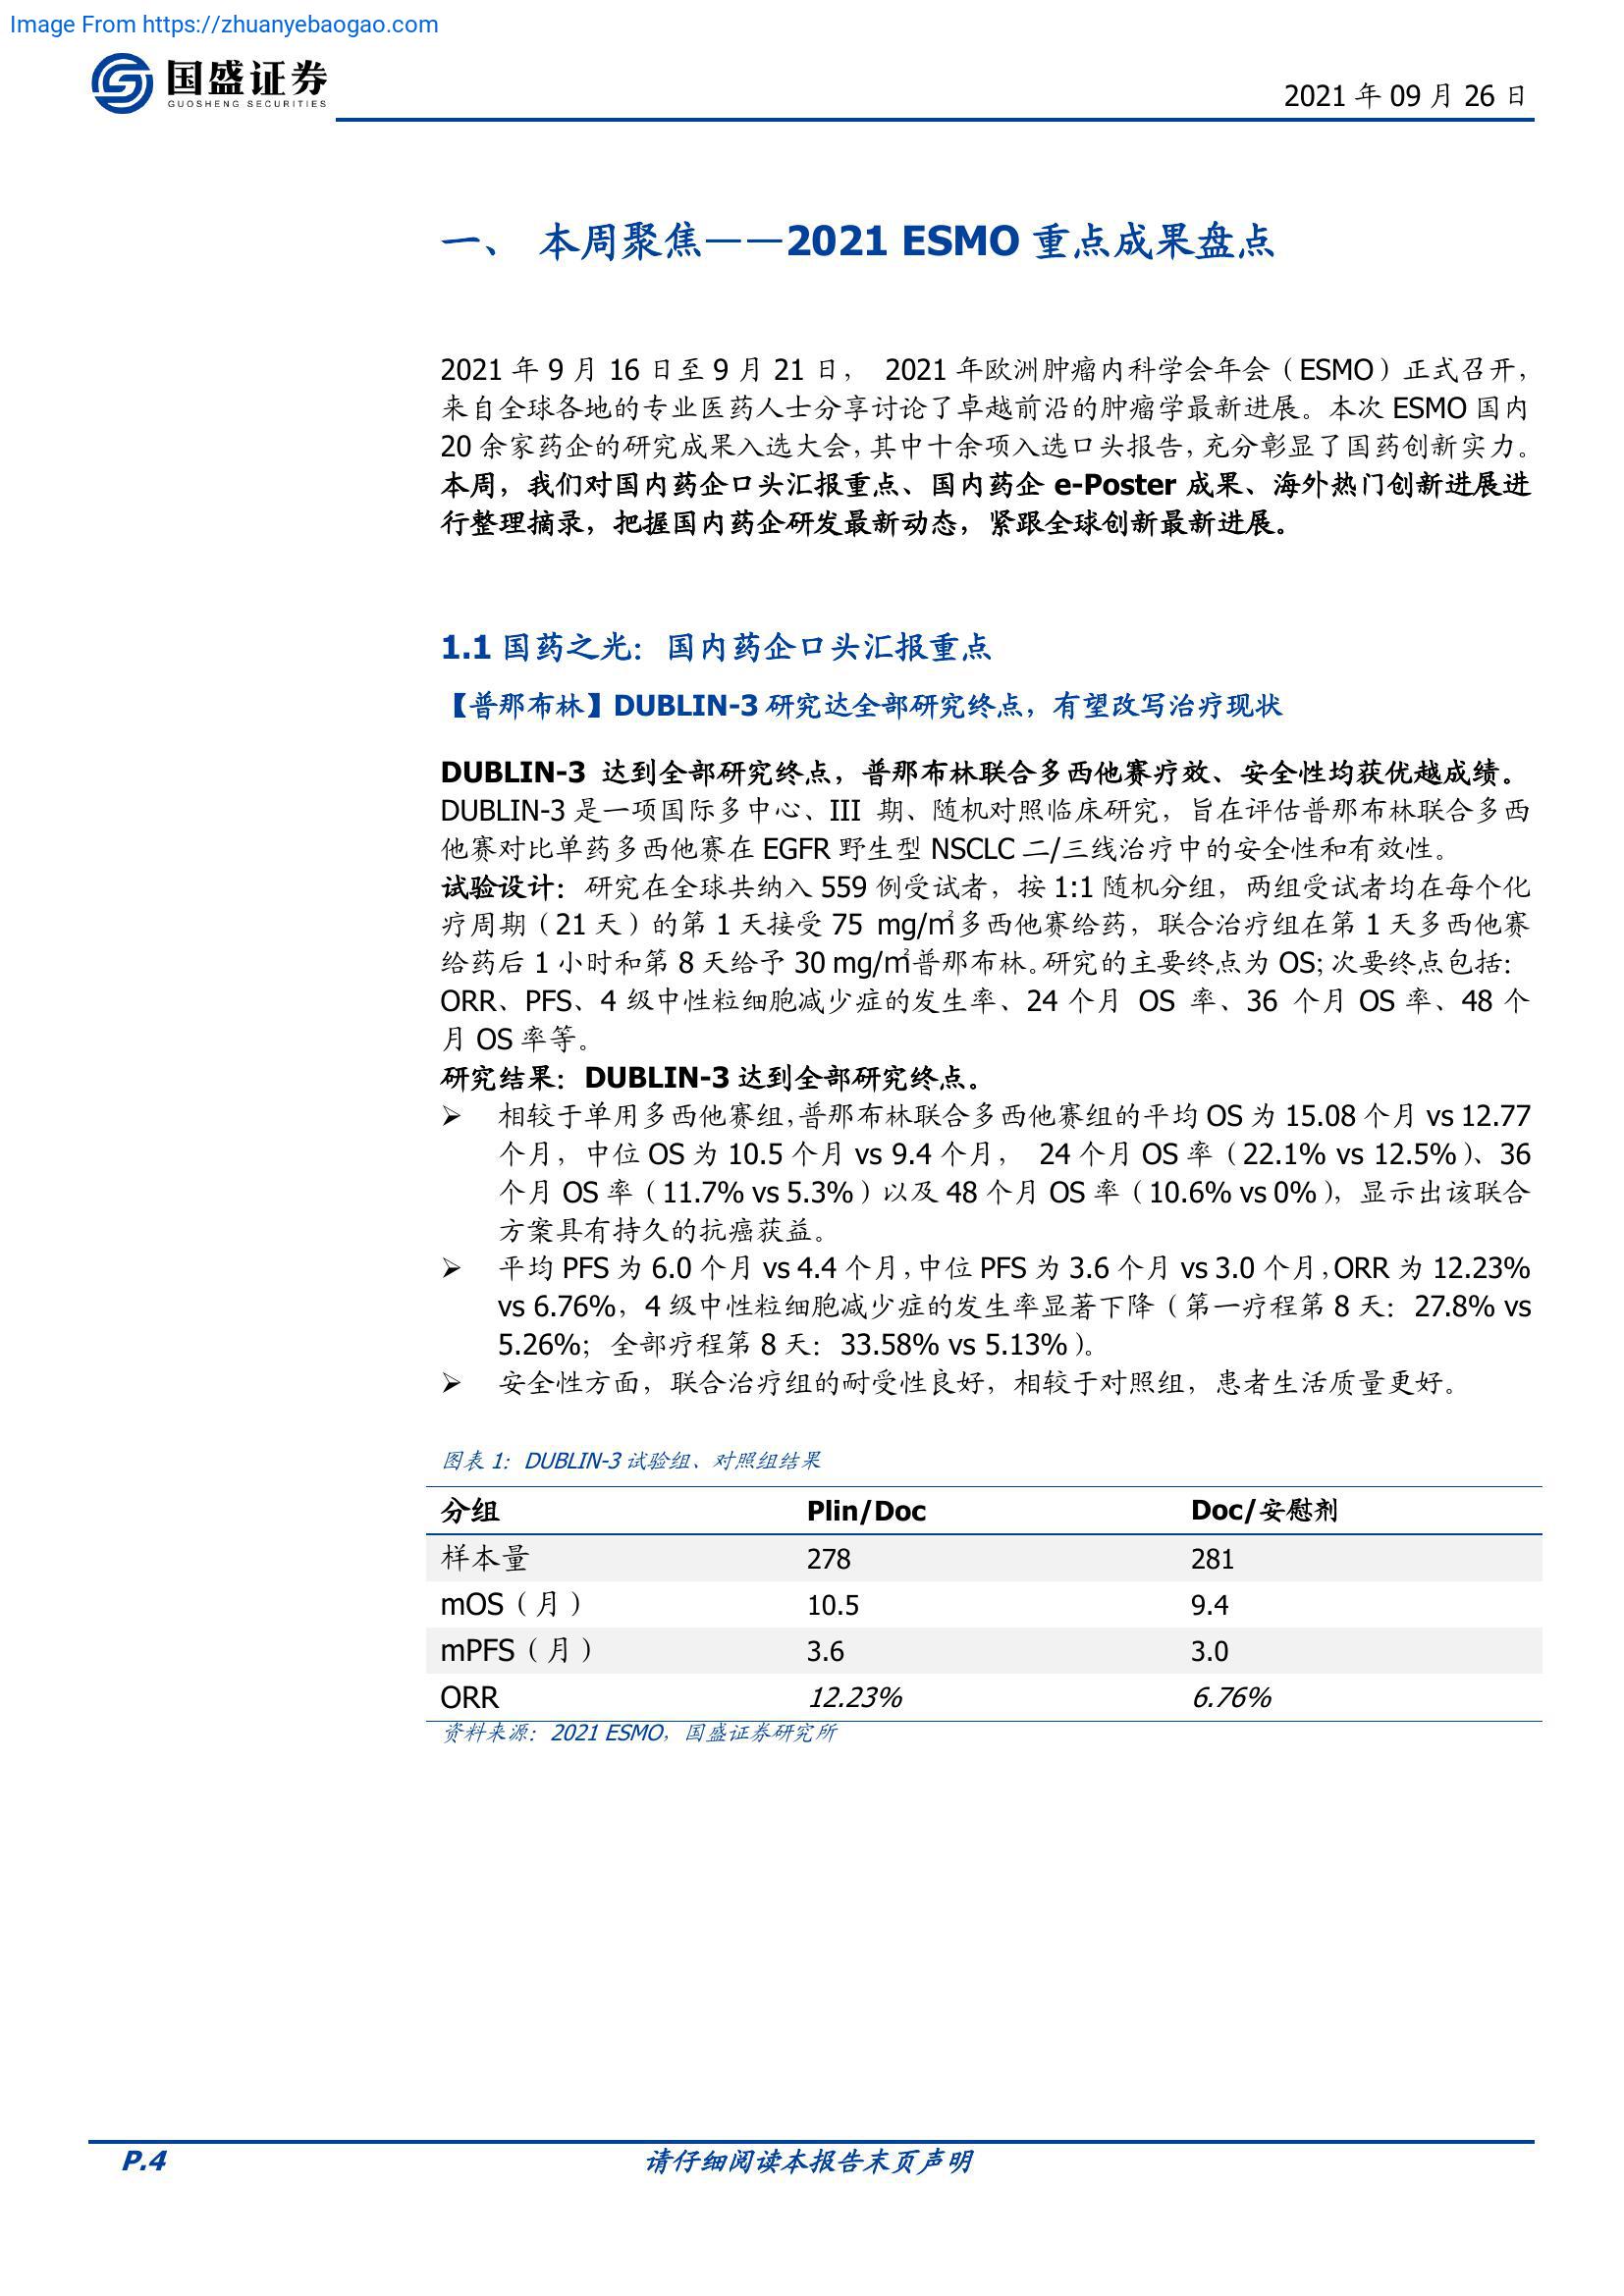 Image From https://zhuanyebaogao.com
国盛证券
GUOSHENG SECURITIES
2021 年 09 月 26 日
一、 本周聚焦——2021 ESMO 重点成果盘点
2021 年 9 月 16 日至 9 月 21 日， 2021 年欧洲肿瘤内科学会年会（ESMO）正式召开，
来自全球各地的专业医药人士分享讨论了卓越前沿的肿瘤学最新进展。本次 ESMO 国内
20 余家药企的研究成果入选大会，其中十余项入选口头报告，充分彰显了国药创新实力。
本周，我们对国内药企口头汇报重点、国内药企 e-Poster 成果、海外热门创新进展进
行整理摘录，把握国内药企研发最新动态，紧跟全球创新最新进展。
1.1 国药之光：国内药企口头汇报重点
【普那布林】DUBLIN-3 研究达全部研究终点，有望改写治疗现状
DUBLIN-3 达到全部研究终点，普那布林联合多西他赛疗效、安全性均获优越成绩。
DUBLIN-3 是一项国际多中心、III 期、随机对照临床研究，旨在评估普那布林联合多西
他赛对比单药多西他赛在 EGFR 野生型 NSCLC 二/三线治疗中的安全性和有效性。
试验设计：研究在全球共纳入 559 例受试者，按 1:1 随机分组，两组受试者均在每个化
疗周期（21 天）的第 1 天接受 75 mg/㎡多西他赛给药，联合治疗组在第 1 天多西他赛
给药后 1 小时和第 8 天给予 30 mg/㎡普那布林。研究的主要终点为 OS；次要终点包括：
ORR、PFS、4 级中性粒细胞减少症的发生率、24 个月 OS 率、36 个月 OS 率、48 个
月 OS 率等。
研究结果：DUBLIN-3 达到全部研究终点。
➢ 相较于单用多西他赛组，普那布林联合多西他赛组的平均 OS 为 15.08 个月 vs 12.77
个月，中位 OS 为 10.5 个月 vs 9.4 个月， 24 个月 OS 率（22.1% vs 12.5%）、36
个月 OS 率（11.7% vs 5.3%）以及 48 个月 OS 率（10.6% vs 0%），显示出该联合
方案具有持久的抗癌获益。
➢ 平均 PFS 为 6.0 个月 vs 4.4 个月，中位 PFS 为 3.6 个月 vs 3.0 个月，ORR 为 12.23%
vs 6.76%，4 级中性粒细胞减少症的发生率显著下降（第一疗程第 8 天：27.8% vs
5.26%；全部疗程第 8 天：33.58% vs 5.13%）。
➢ 安全性方面，联合治疗组的耐受性良好，相较于对照组，患者生活质量更好。
图表 1：DUBLIN-3 试验组、对照组结果
分组 Plin/Doc Doc/安慰剂
样本量 278 281
mOS（月） 10.5 9.4
mPFS（月） 3.6 3.0
ORR 12.23% 6.76%
资料来源：2021 ESMO，国盛证券研究所
P.4 请仔细阅读本报告末页声明